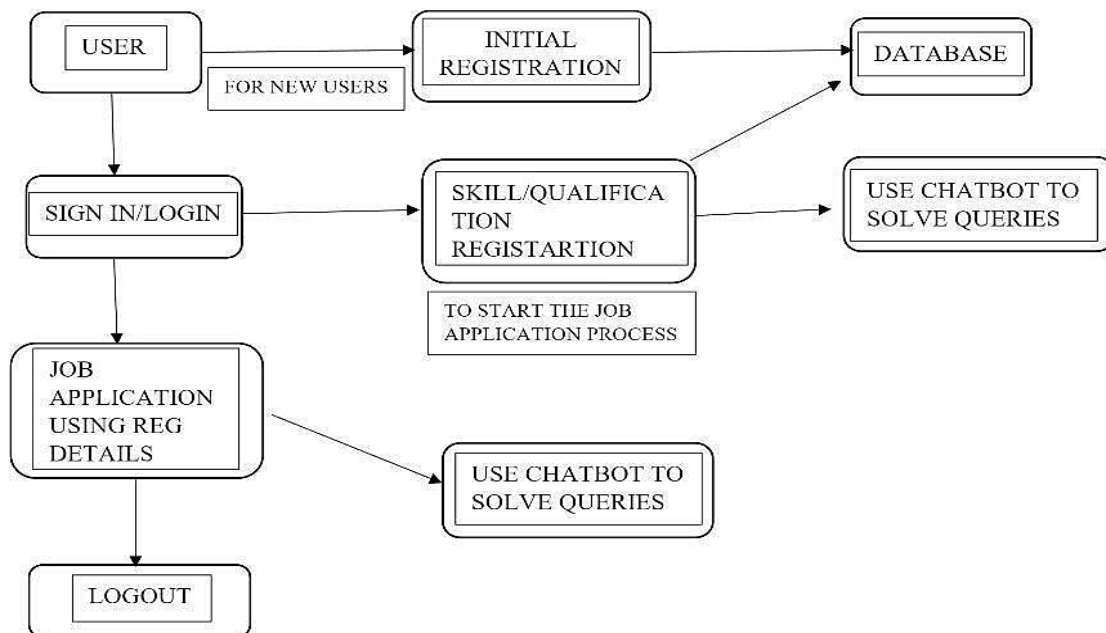 USER
INITIAL
REGISTRATION
DATABASE
FOR NEW USERS
SIGN IN/LOGIN
SKILL/QUALIFICA
TION
REGISTARTION
USE CHATBOT TO
SOLVE QUERIES
TO START THE JOB
APPLICATION PROCESS
JOB
APPLICATION
USING REG
DETAILS
USE CHATBOT TO
SOLVE QUERIES
LOGOUT